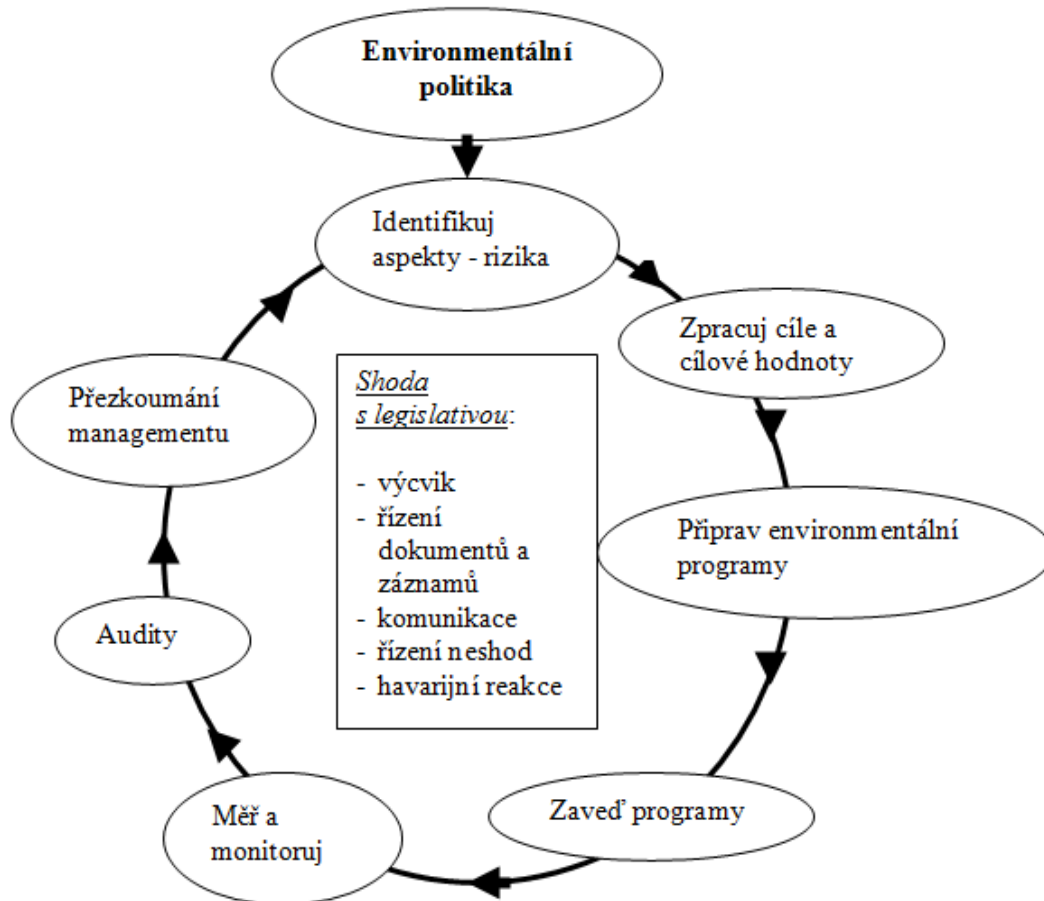 Environmentální
politika
Identifikuj
aspekty - rizika
Zpracuj cíle a
cílové hodnoty
Připrav environmentální
programy
Zaveď programy
Měř a
monitoruj
Audity
Přezkoumání
managementu
Shoda
s legislativou:
- výcvik
- řízení
dokumentů a
záznamů
- komunikace
- řízení neshod
- havarijní reakce